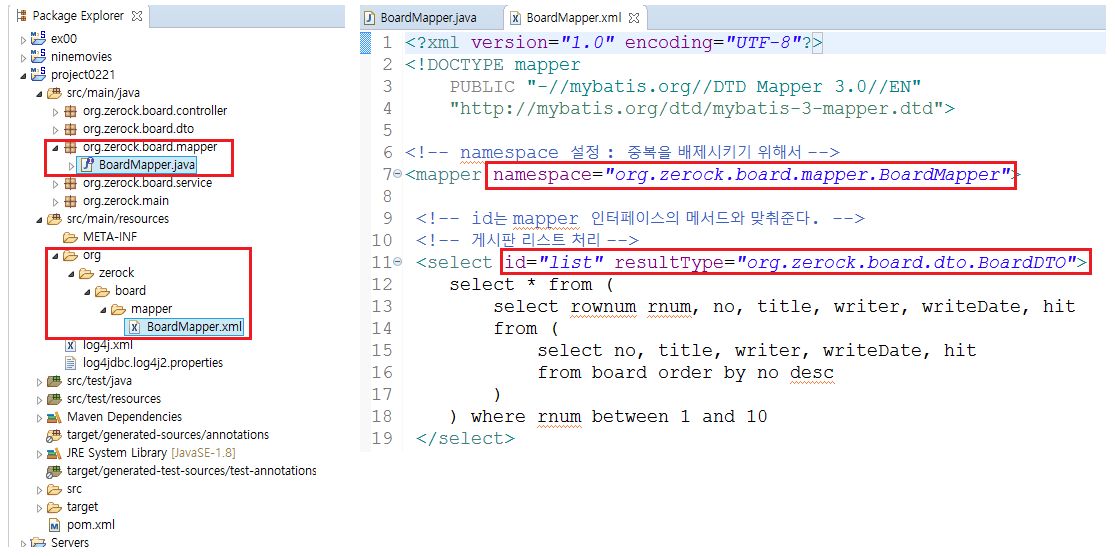 Package Explorer
ex00
ninemovies
project0221
src/main/java
org.zerock.board.controller
org.zerock.board.dto
org.zerock.board.mapper
BoardMapper.java
org.zerock.board.service
org.zerock.main
src/main/resources
META-INF
org
zerock
board
mapper
BoardMapper.xml
log4j.xml
log4jdbc.log4j2.properties
src/test/java
src/test/resources
Maven Dependencies
target/generated-sources/annotations
JRE System Library [JavaSE-1.8]
target/generated-test-sources/test-annotations
src
target
pom.xml
Servers
BoardMapper.java BoardMapper.xml
1 <?xml version="1.0" encoding="UTF-8"?>
2 <!DOCTYPE mapper
3 PUBLIC "-//mybatis.org//DTD Mapper 3.0//EN"
4 "http://mybatis.org/dtd/mybatis-3-mapper.dtd">
5
6 <!-- namespace 설정 : 중복을 배제시키기 위해서 -->
7 <mapper namespace="org.zerock.board.mapper.BoardMapper">
8
9 <!-- id는 mapper 인터페이스의 메서드와 맞춰준다. -->
10 <!-- 게시판 리스트 처리 -->
11 <select id="list" resultType="org.zerock.board.dto.BoardDTO">
12 select * from (
13 select rownum rnum, no, title, writer, writeDate, hit
14 from (
15 select no, title, writer, writeDate, hit
16 from board order by no desc
17 )
18 ) where rnum between 1 and 10
19 </select>